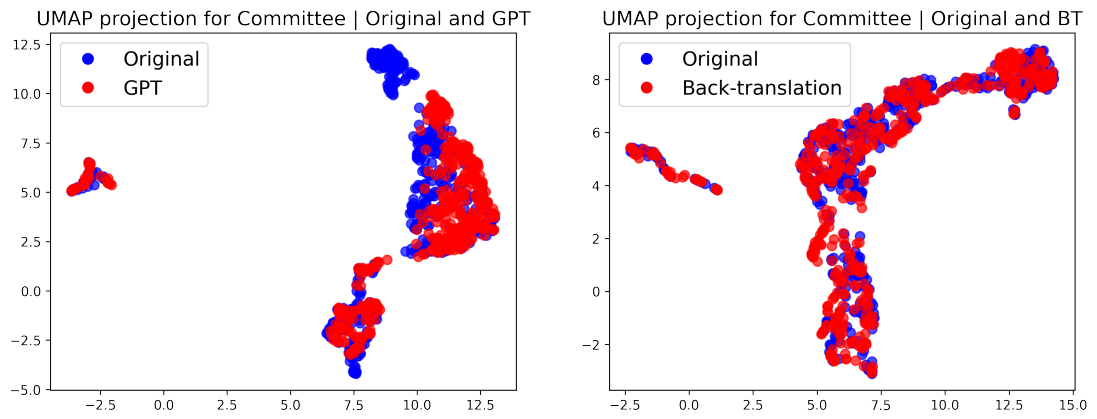 UMAP projection for Committee | Original and GPT
Original
GPT
12.5
10.0
7.5
5.0
2.5
0.0
−2.5
−5.0
−2.5 0.0 2.5 5.0 7.5 10.0 12.5
UMAP projection for Committee | Original and BT
Original
Back-translation
8
6
4
2
0
−2
−2.5 0.0 2.5 5.0 7.5 10.0 12.5 15.0